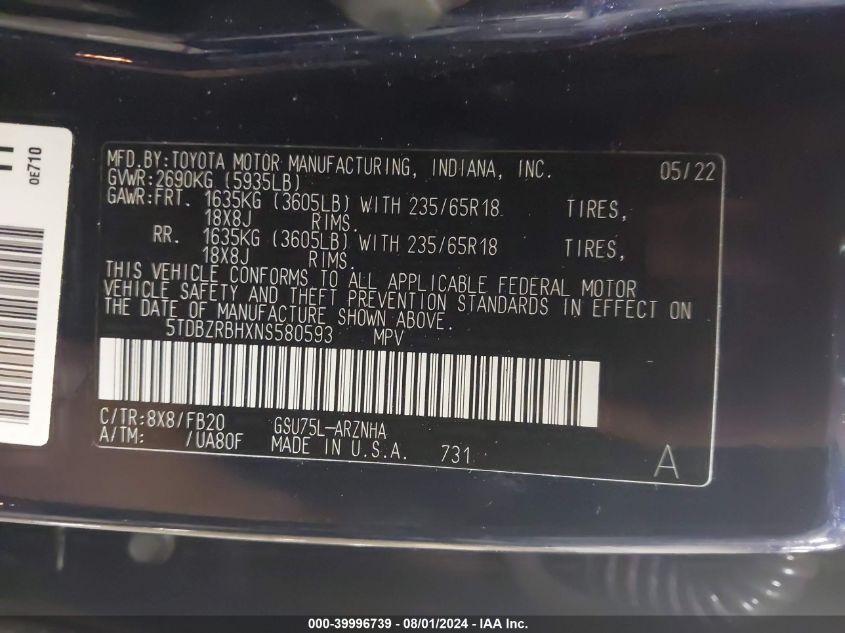 MFD.BY:TOYOTA MOTOR MANUFACTURING, INDIANA, INC. 05/22
GVWR:2690KG (5935LB)
GAWR:FRT. 1635KG (3605LB) WITH 235/65R18 TIRES,
18X8J RIMS.
RR. 1635KG (3605LB) WITH 235/65R18 TIRES,
18X8J RIMS.
THIS VEHICLE CONFORMS TO ALL APPLICABLE FEDERAL MOTOR
VEHICLE SAFETY AND THEFT PREVENTION STANDARDS IN EFFECT ON
THE DATE OF MANUFACTURE SHOWN ABOVE.
5TDBZRBHXNS580593 MPV
C/TR:8X8/FB20 GSU75L-ARZNHA
A/TM: /UA80F MADE IN U.S.A. 731 A
0E710
000-39996739 - 08/01/2024 - IAA Inc.